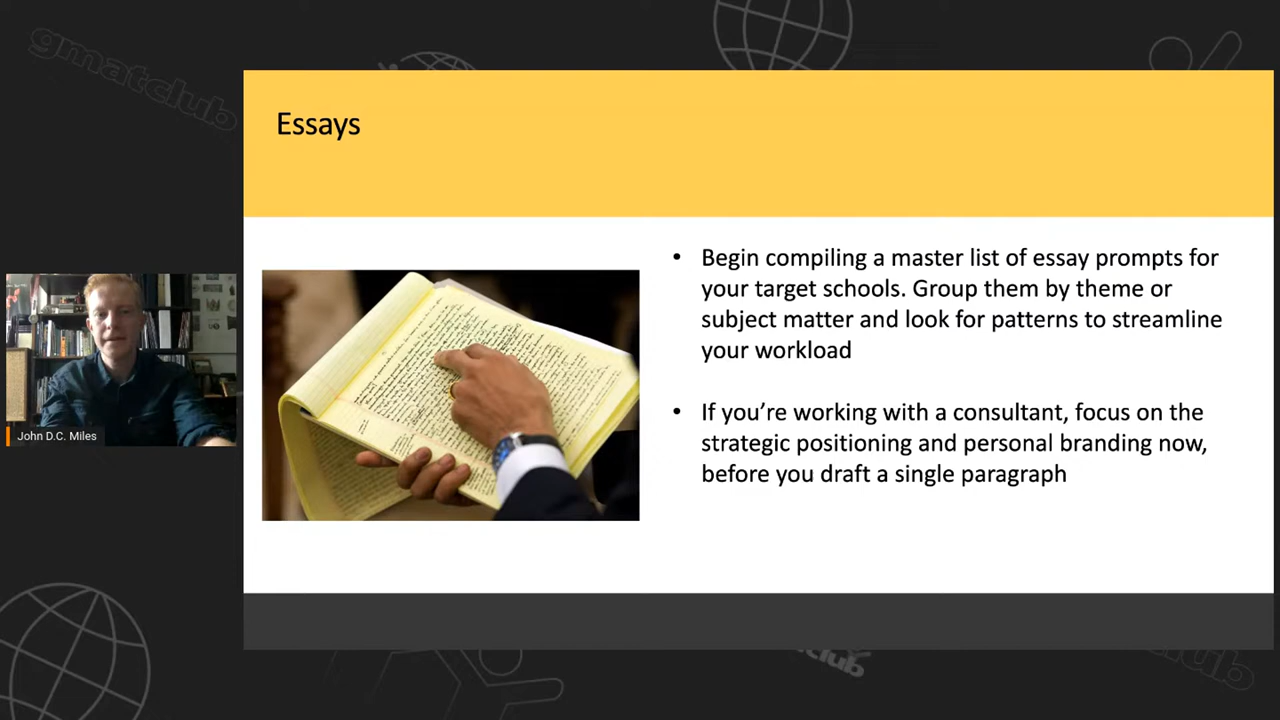 gmatclub
Essays
• Begin compiling a master list of essay prompts for
your target schools. Group them by theme or
subject matter and look for patterns to streamline
your workload
• If you’re working with a consultant, focus on the
strategic positioning and personal branding now,
before you draft a single paragraph
John D.C. Miles
club